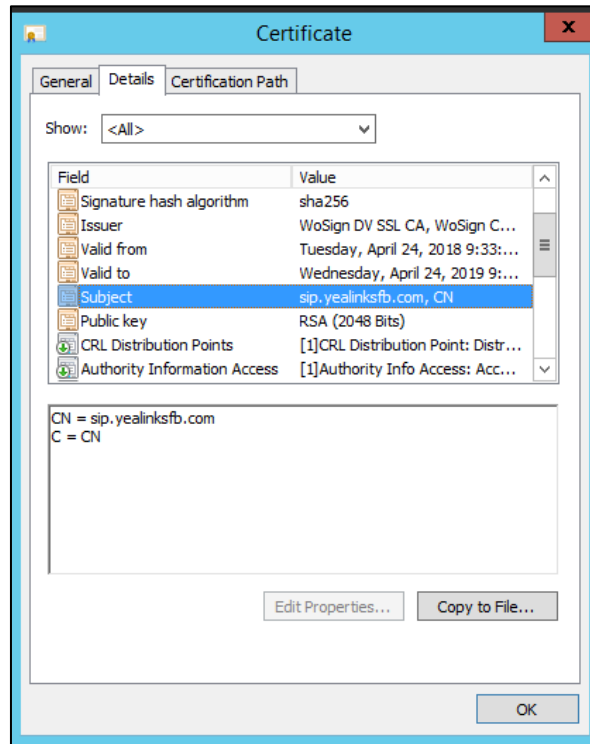 Certificate
x
General Details Certification Path
Show: <All>
Field Value
Signature hash algorithm sha256
Issuer WoSign DV SSL CA, WoSign C...
Valid from Tuesday, April 24, 2018 9:33:...
Valid to Wednesday, April 24, 2019 9:...
Subject sip.yealinksfb.com, CN
Public key RSA (2048 Bits)
CRL Distribution Points [1]CRL Distribution Point: Distr...
Authority Information Access [1]Authority Info Access: Acc...
CN = sip.yealinksfb.com
C = CN
Edit Properties... Copy to File...
OK